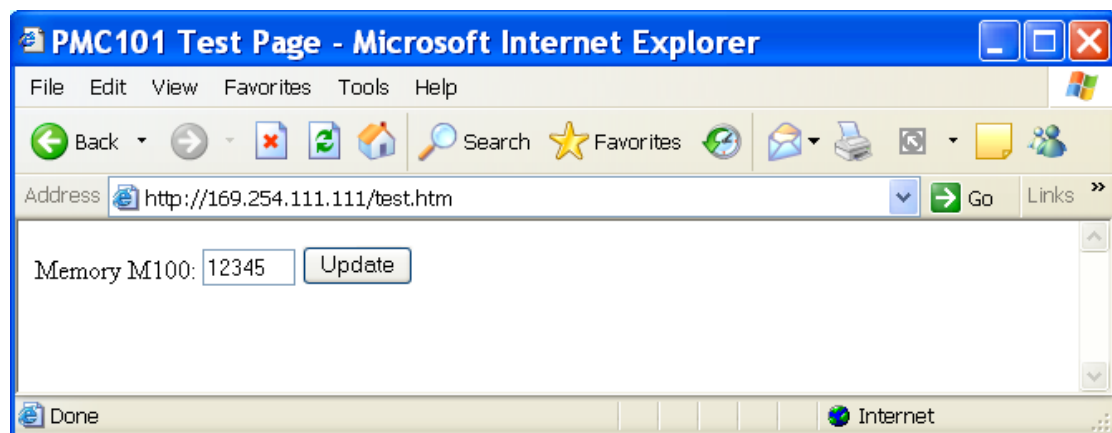 PMC101 Test Page - Microsoft Internet Explorer
File Edit View Favorites Tools Help
Back Search Favorites
Address http://169.254.111.111/test.htm Go Links »
Memory M100: 12345 Update
Done Internet